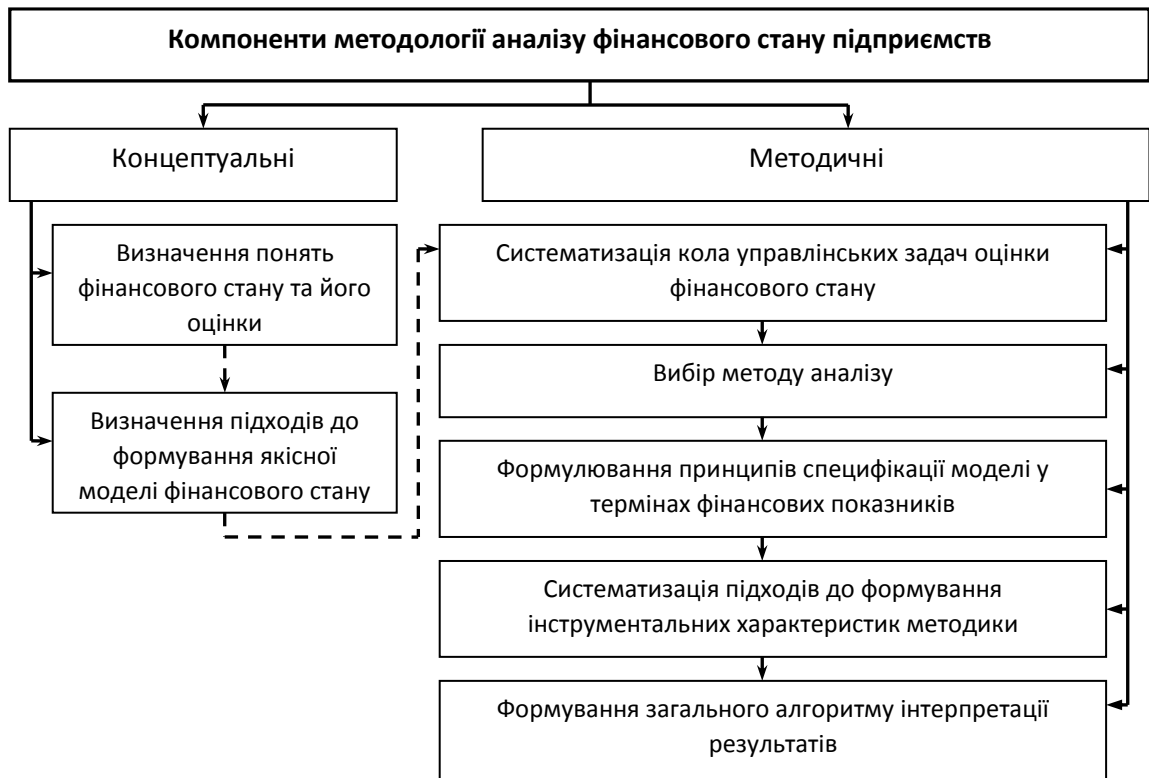 Компоненти методології аналізу фінансового стану підприємств
Концептуальні
Методичні
Визначення понять
фінансового стану та його
оцінки
Визначення підходів до
формування якісної
моделі фінансового стану
Систематизація кола управлінських задач оцінки
фінансового стану
Вибір методу аналізу
Формулювання принципів специфікації моделі у
термінах фінансових показників
Систематизація підходів до формування
інструментальних характеристик методики
Формування загального алгоритму інтерпретації
результатів